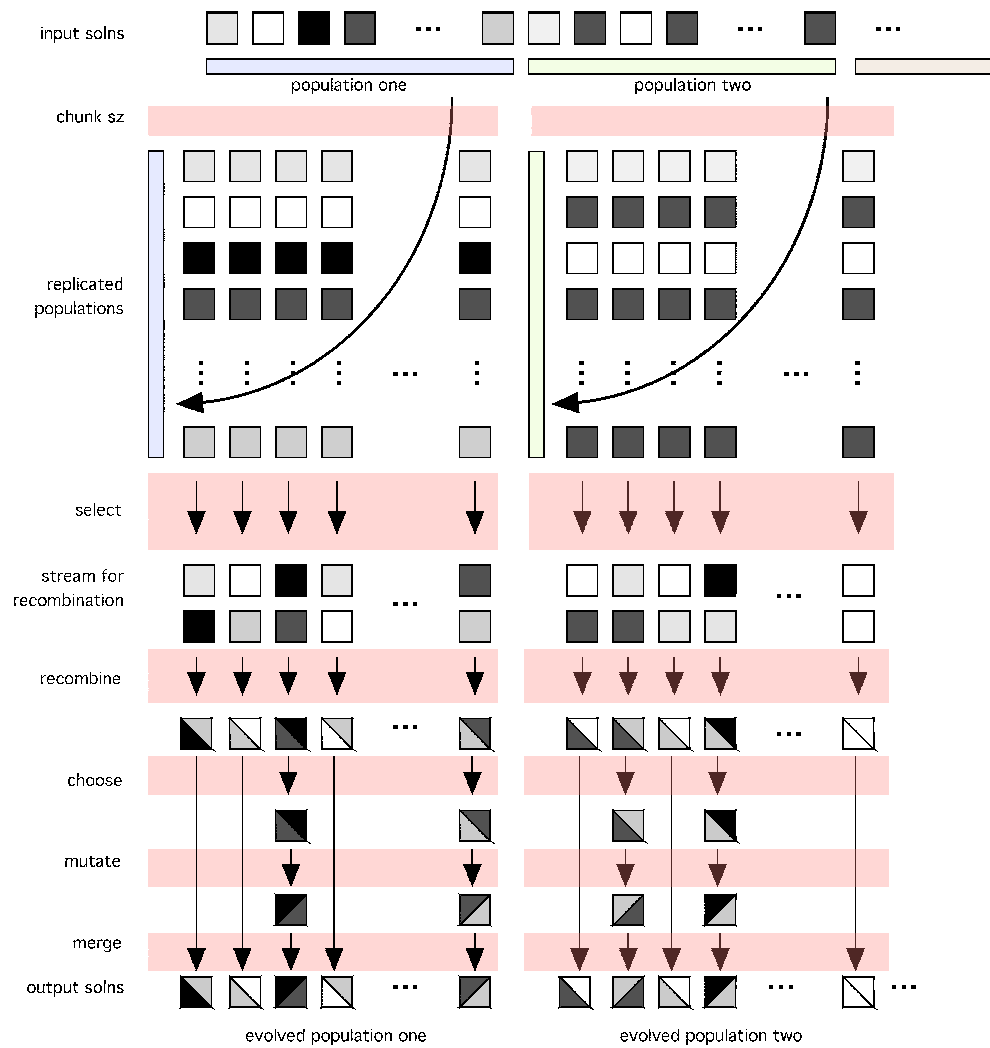 input solns
population one
population two
chunk sz
replicated
populations
select
stream for
recombination
recombine
choose
mutate
merge
output solns
evolved population one
evolved population two